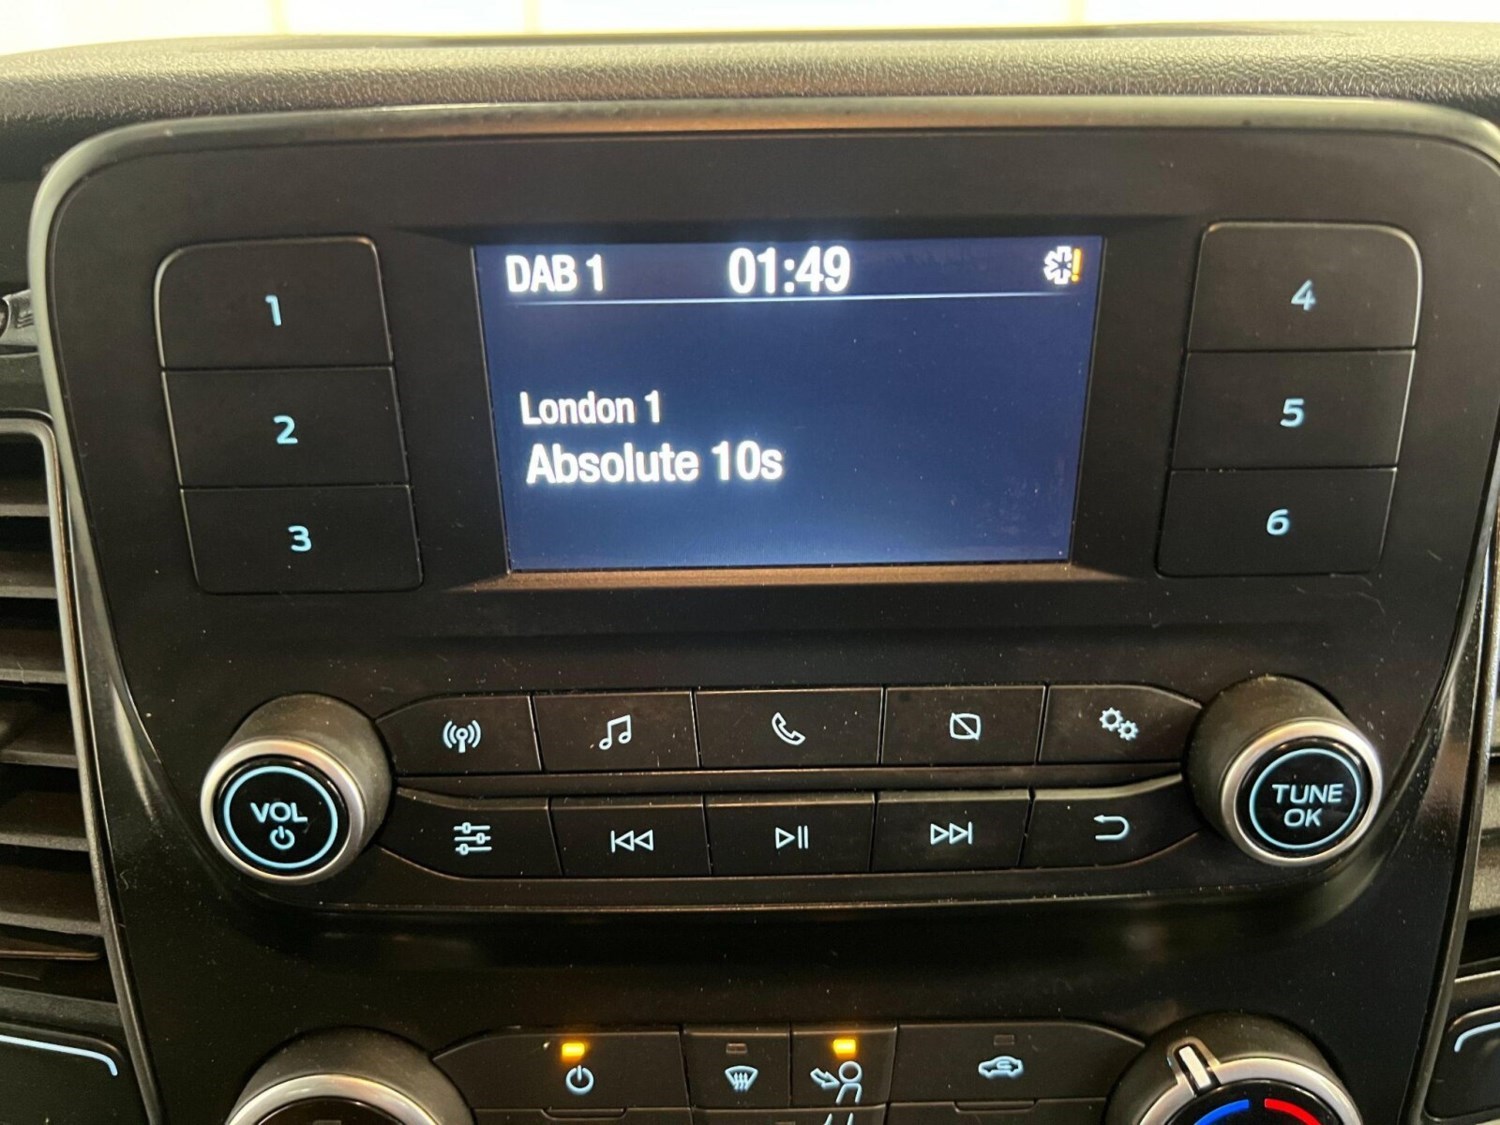 DAB 1 01:49
London 1
Absolute 10s
1
2
3
4
5
6
VOL
TUNE
OK